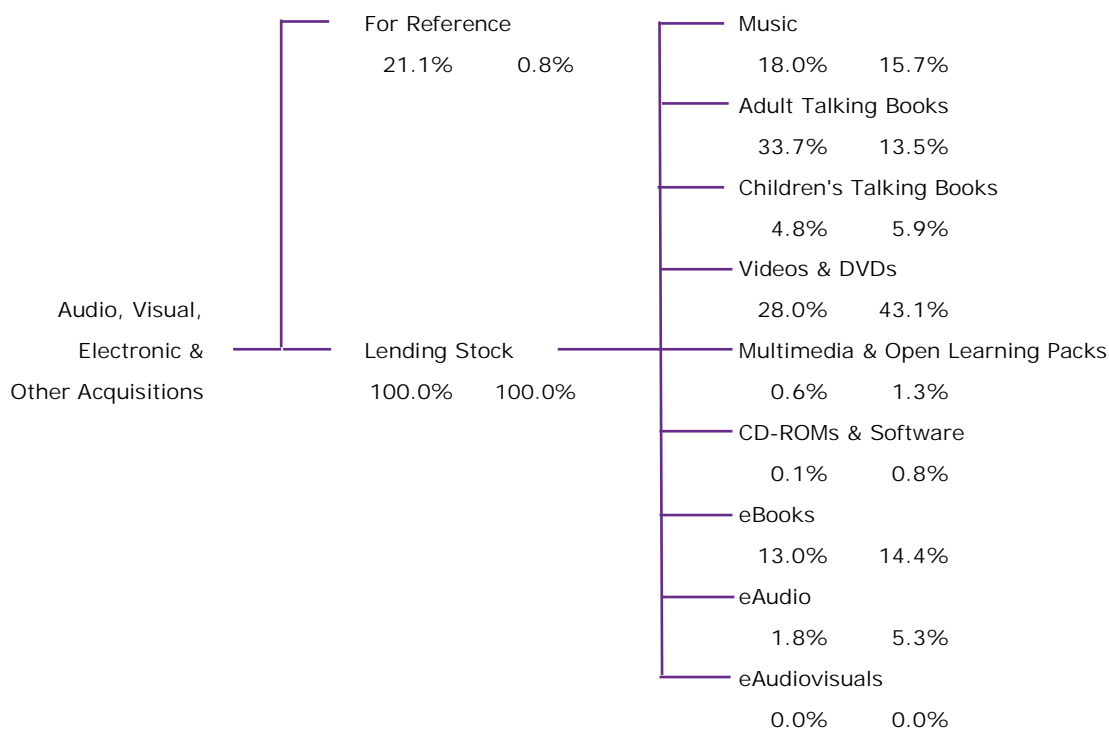 For Reference
21.1% 0.8%
Audio, Visual,
Electronic &
Other Acquisitions
Lending Stock
100.0% 100.0%
Music
18.0% 15.7%
Adult Talking Books
33.7% 13.5%
Children's Talking Books
4.8% 5.9%
Videos & DVDs
28.0% 43.1%
Multimedia & Open Learning Packs
0.6% 1.3%
CD-ROMs & Software
0.1% 0.8%
eBooks
13.0% 14.4%
eAudio
1.8% 5.3%
eAudiovisuals
0.0% 0.0%